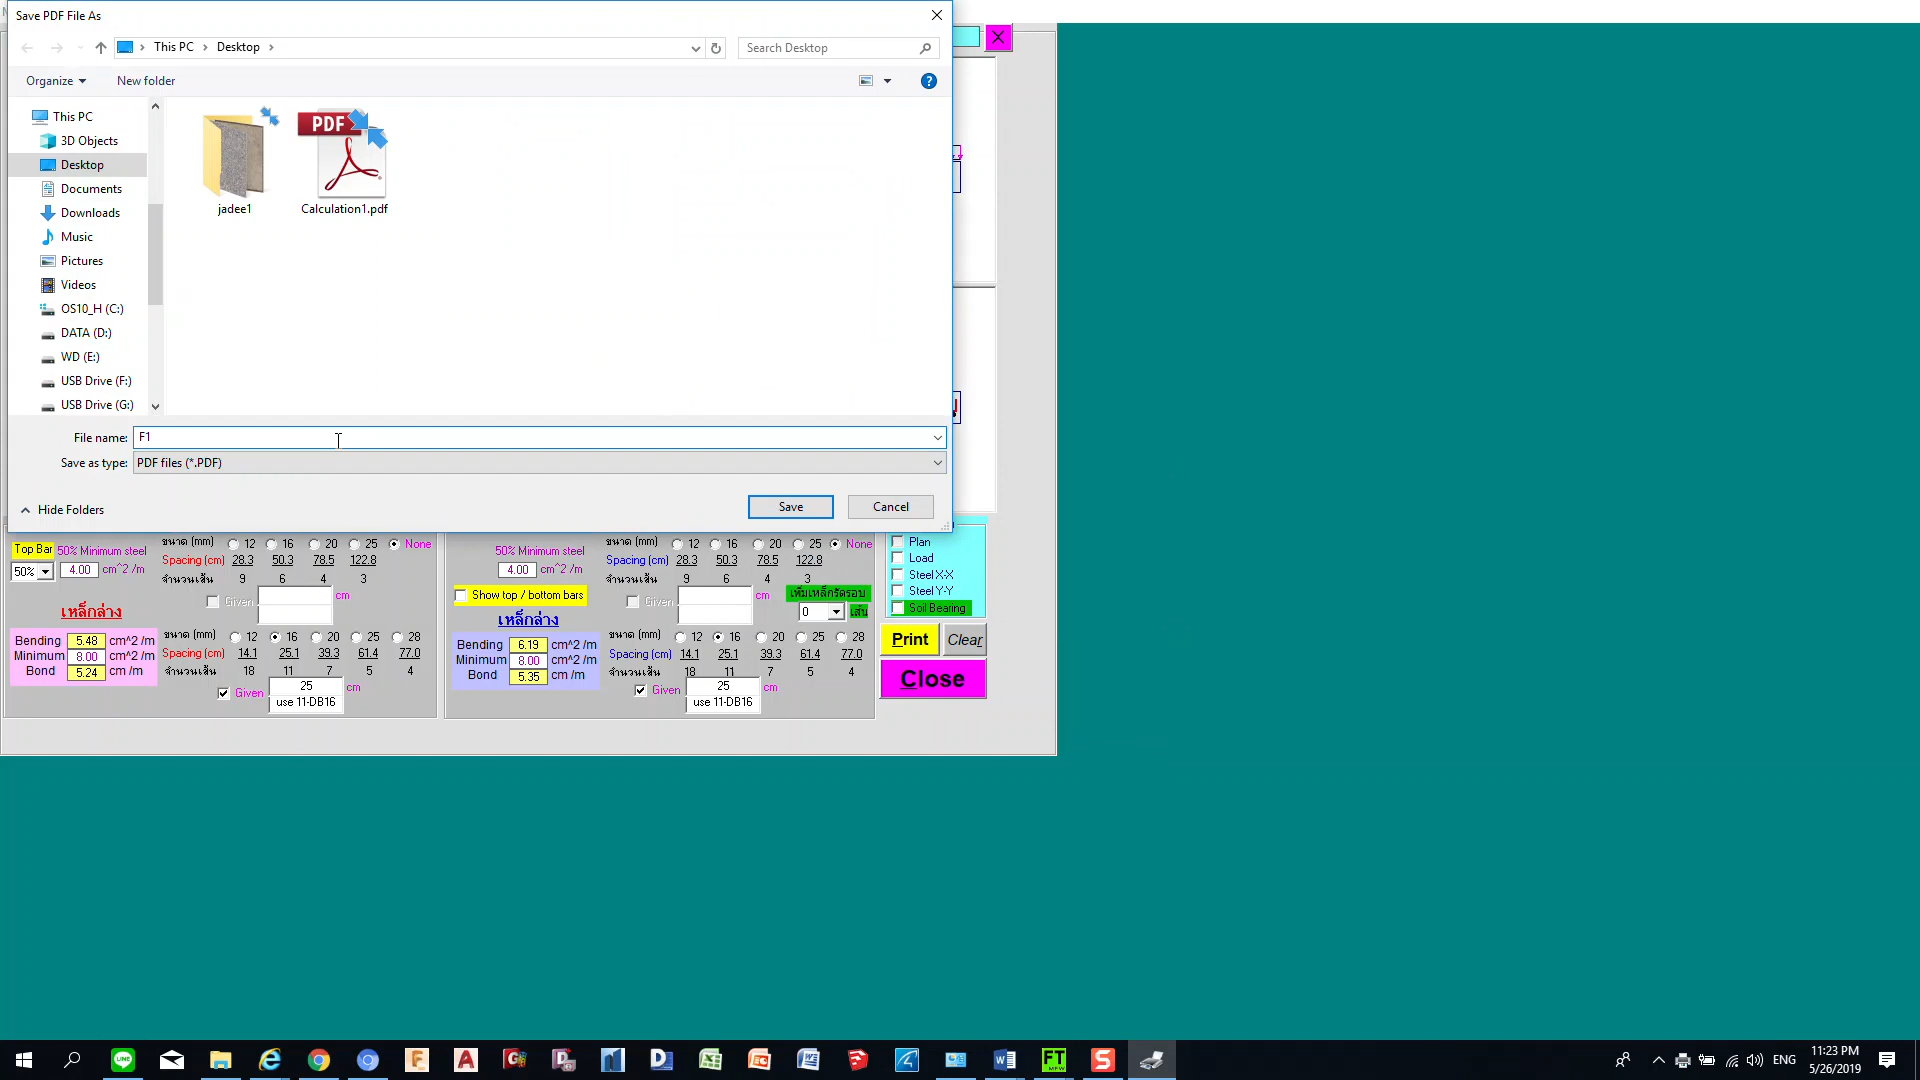 Save PDF File As
This PC
Desktop
Search Desktop
Organize
New folder
This PC
3D Objects
Desktop
Documents
Downloads
Music
Pictures
Videos
OS10_H (C:)
DATA (D:)
WD (E:)
USB Drive (F:)
USB Drive (G:)
PDF
jadee1
Calculation1.pdf
File name: F1
Save as type: PDF files (*.PDF)
Hide Folders
Save
Cancel
Top Bar
50%
50% Minimum steel
4.00 cm^2 /m
ขนาด (mm) 12 16 20 25 None
Spacing (cm) 28.3 50.3 78.5 122.8
จำนวนเส้น 9 6 4 3
Given cm
เหล็กล่าง
Bending 5.48 cm^2 /m
Minimum 8.00 cm^2 /m
Bond 5.24 cm /m
ขนาด (mm) 12 16 20 25 28
Spacing (cm) 14.1 25.1 39.3 61.4 77.0
จำนวนเส้น 18 11 7 5 4
Given 25 cm
use 11-DB16
50% Minimum steel
4.00 cm^2 /m
Show top / bottom bars
ขนาด (mm) 12 16 20 25 None
Spacing (cm) 28.3 50.3 78.5 122.8
จำนวนเส้น 9 6 4 3
Given cm
เพิ่มเหล็กรัดรอบ
0 เส้น
เหล็กล่าง
Bending 6.19 cm^2 /m
Minimum 8.00 cm^2 /m
Bond 5.35 cm /m
ขนาด (mm) 12 16 20 25 28
Spacing (cm) 14.1 25.1 39.3 61.4 77.0
จำนวนเส้น 18 11 7 5 4
Given 25 cm
use 11-DB16
Plan
Load
Steel X-X
Steel Y-Y
Soil Bearing
Print
Clear
Close
LINE
FT
ENG
11:23 PM
5/26/2019